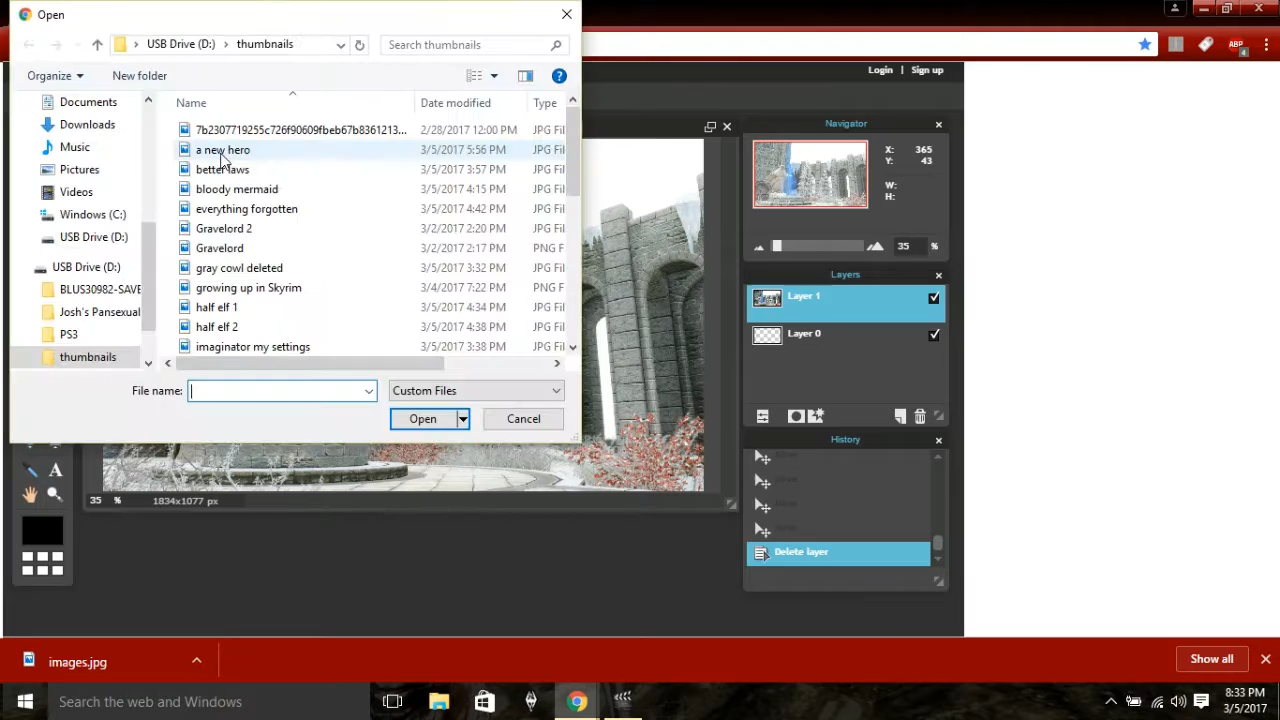 Open
USB Drive (D:) › thumbnails
Search thumbnails
Organize
New folder
ABP
4
Login | Sign up
Documents
Downloads
Music
Pictures
Videos
Windows (C:)
USB Drive (D:)
USB Drive (D:)
BLUS30982-SAVE
Josh's Pansexual
PS3
thumbnails
Name Date modified Type
7b2307719255c726f90609fbeb67b8361213... 2/28/2017 12:00 PM JPG Fil
a new hero 3/5/2017 5:56 PM JPG Fil
better laws 3/5/2017 3:57 PM JPG Fil
bloody mermaid 3/5/2017 4:15 PM JPG Fil
everything forgotten 3/5/2017 4:42 PM JPG Fil
Gravelord 2 3/2/2017 2:20 PM JPG Fil
Gravelord 3/2/2017 2:17 PM PNG F
gray cowl deleted 3/5/2017 3:32 PM JPG Fil
growing up in Skyrim 3/4/2017 7:22 PM PNG F
half elf 1 3/5/2017 4:34 PM JPG Fil
half elf 2 3/5/2017 4:38 PM JPG Fil
imaginator my settings 3/5/2017 3:38 PM JPG Fil
File name:
Custom Files
Open
Cancel
Navigator
X: 365
Y: 43
W:
H:
35 %
Layers
Layer 1
Layer 0
History
Delete layer
A
35 % 1834x1077 px
images.jpg
Show all
Search the web and Windows
8:33 PM
3/5/2017